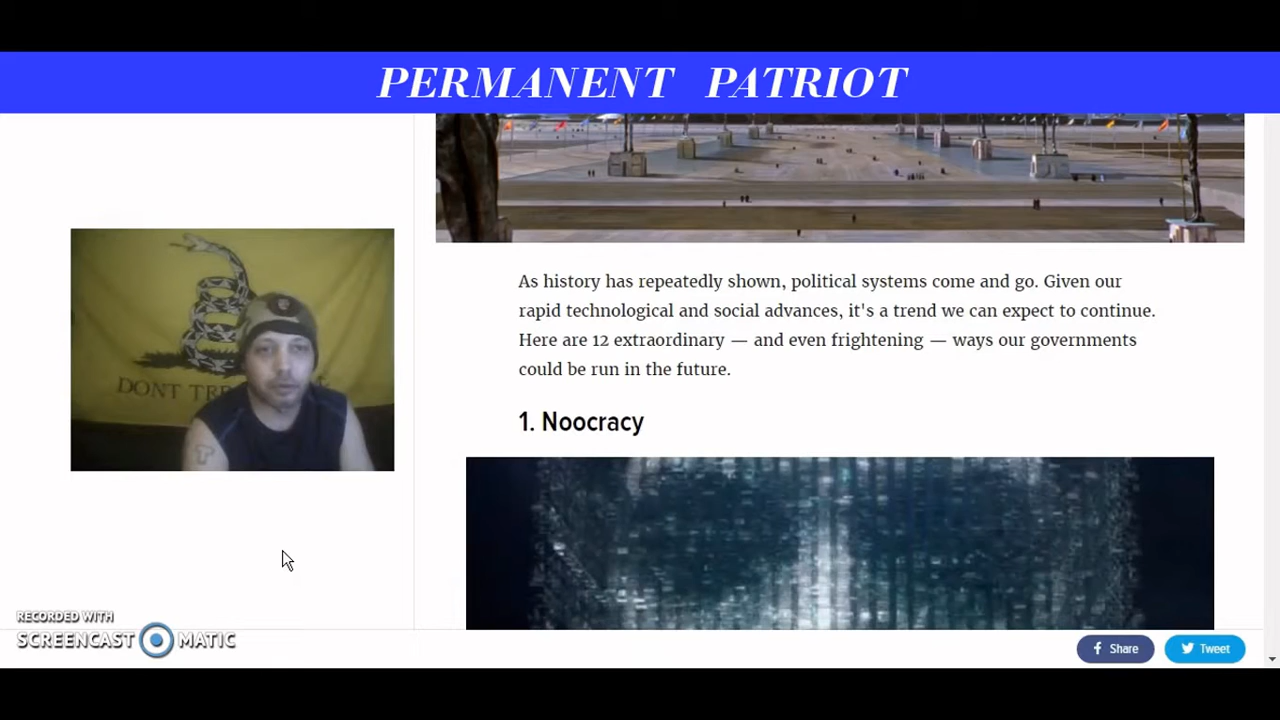 PERMANENT PATRIOT
As history has repeatedly shown, political systems come and go. Given our
rapid technological and social advances, it's a trend we can expect to continue.
Here are 12 extraordinary — and even frightening — ways our governments
could be run in the future.
1. Noocracy
DONT
RECORDED WITH
SCREENCAST MATIC
Share
Tweet